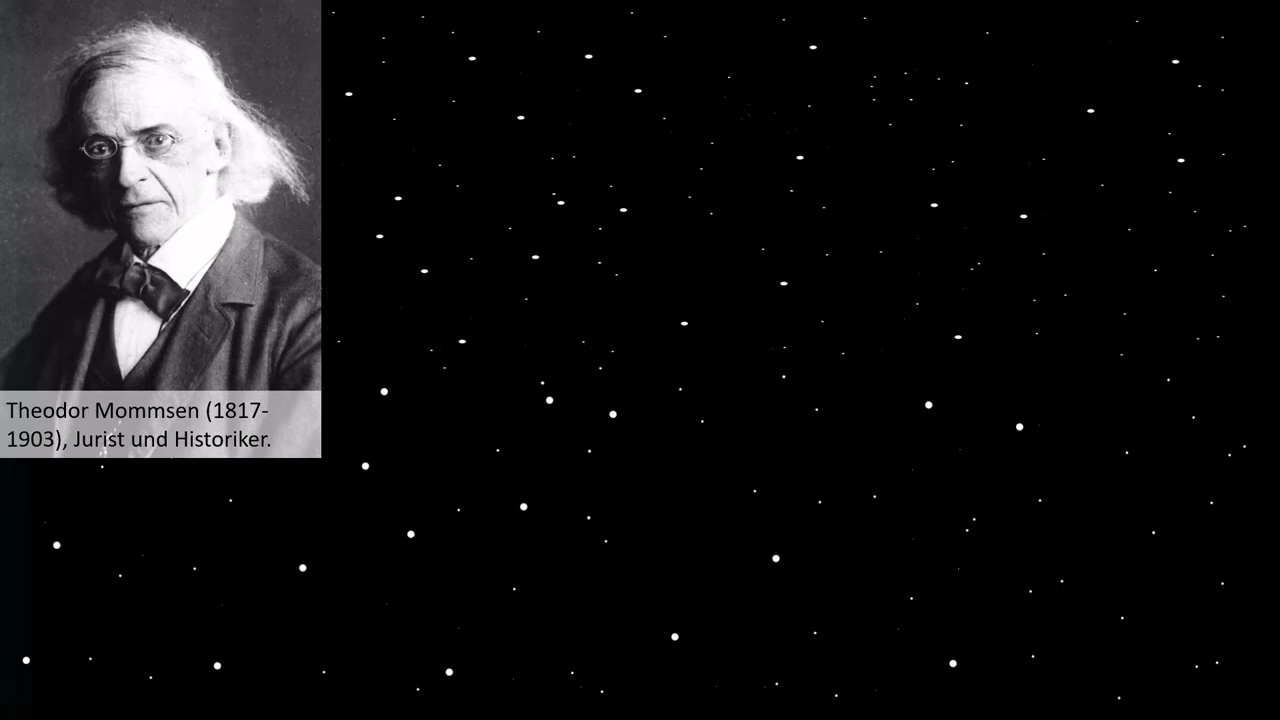 Theodor Mommsen (1817-
1903), Jurist und Historiker.